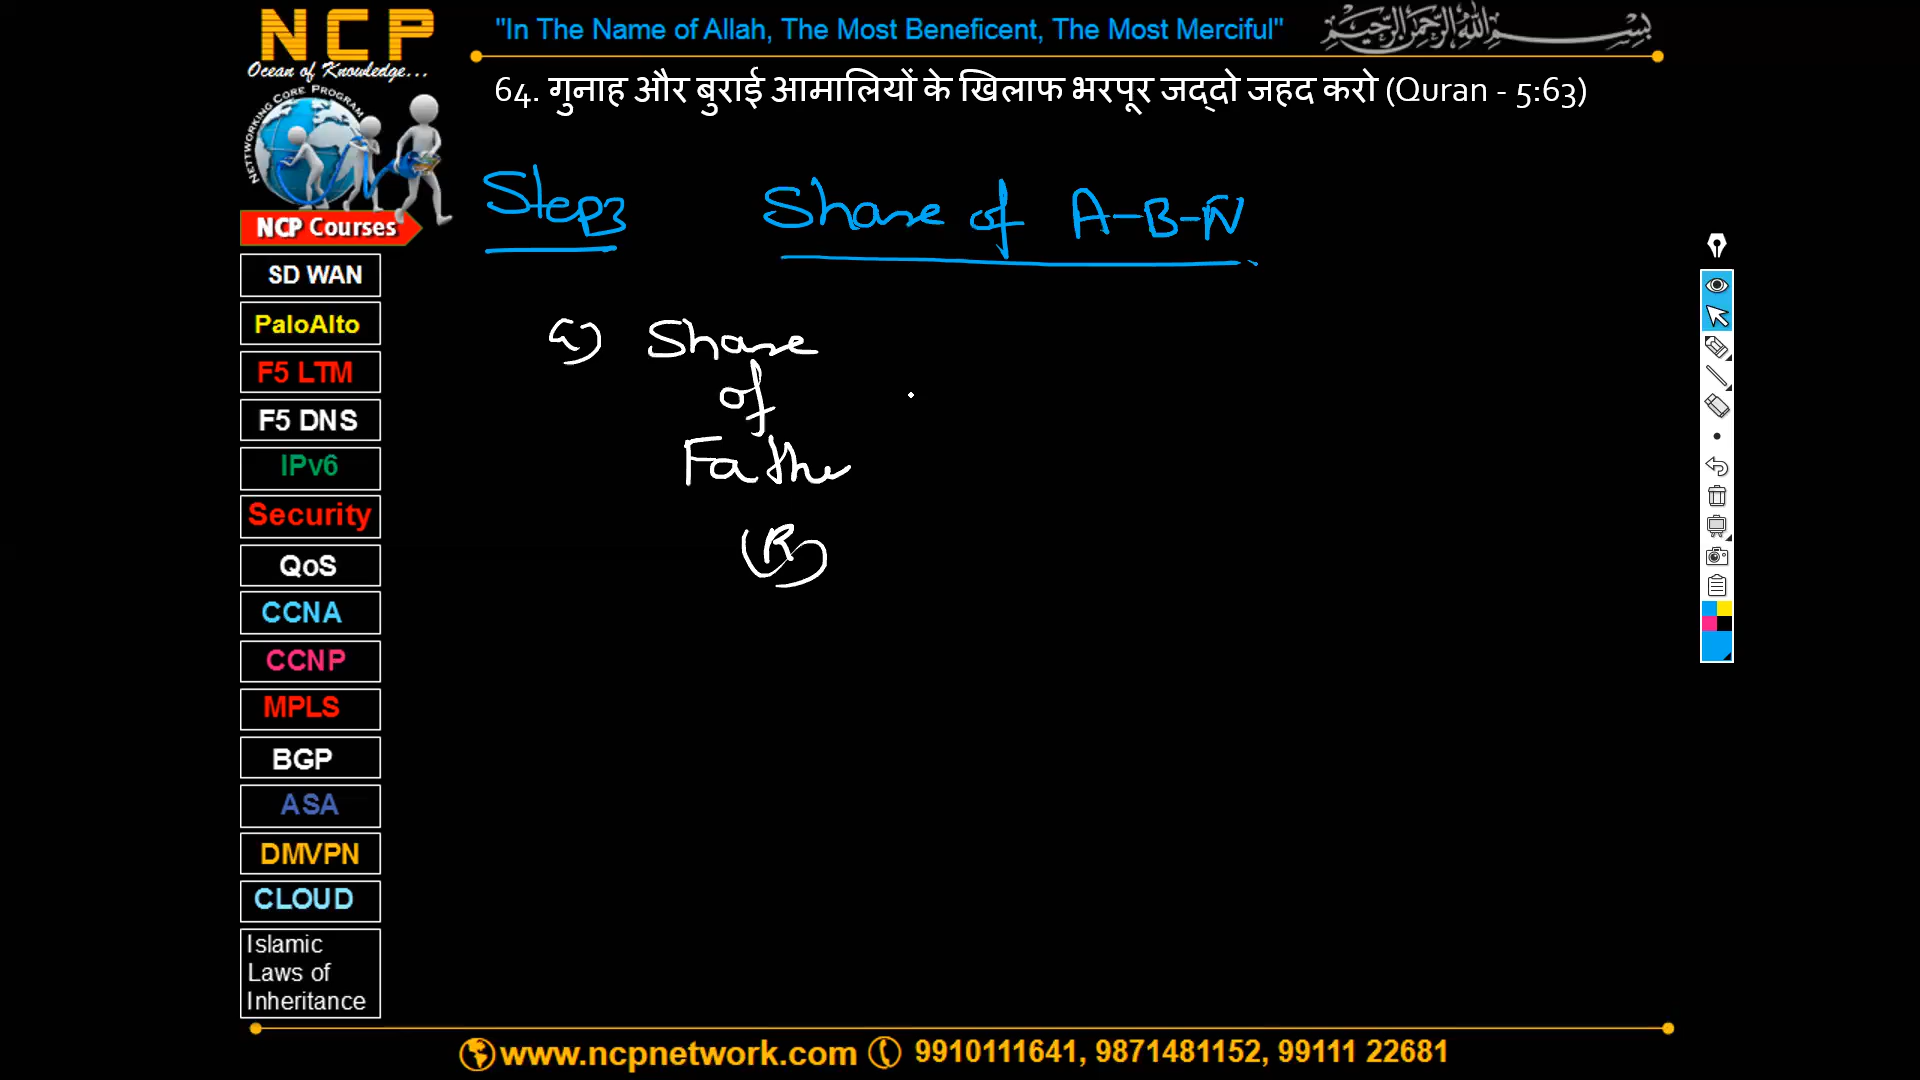 NCP
Ocean of Knowledge...
NETTWORKING CORE PROGRAM
"In The Name of Allah, The Most Beneficent, The Most Merciful"
بسم الله الرحمن الرحيم
64. गुनाह और बुराई आमालियों के खिलाफ भरपूर जद्दो जहद करो (Quran - 5:63)
Step3 Share of A-B-N
a) Share
of
Father
NCP Courses
SD WAN
PaloAlto
F5 LTM
F5 DNS
IPv6
Security
QoS
CCNA
CCNP
MPLS
BGP
ASA
DMVPN
CLOUD
Islamic
Laws of
Inheritance
www.ncpnetwork.com 9910111641, 9871481152, 99111 22681